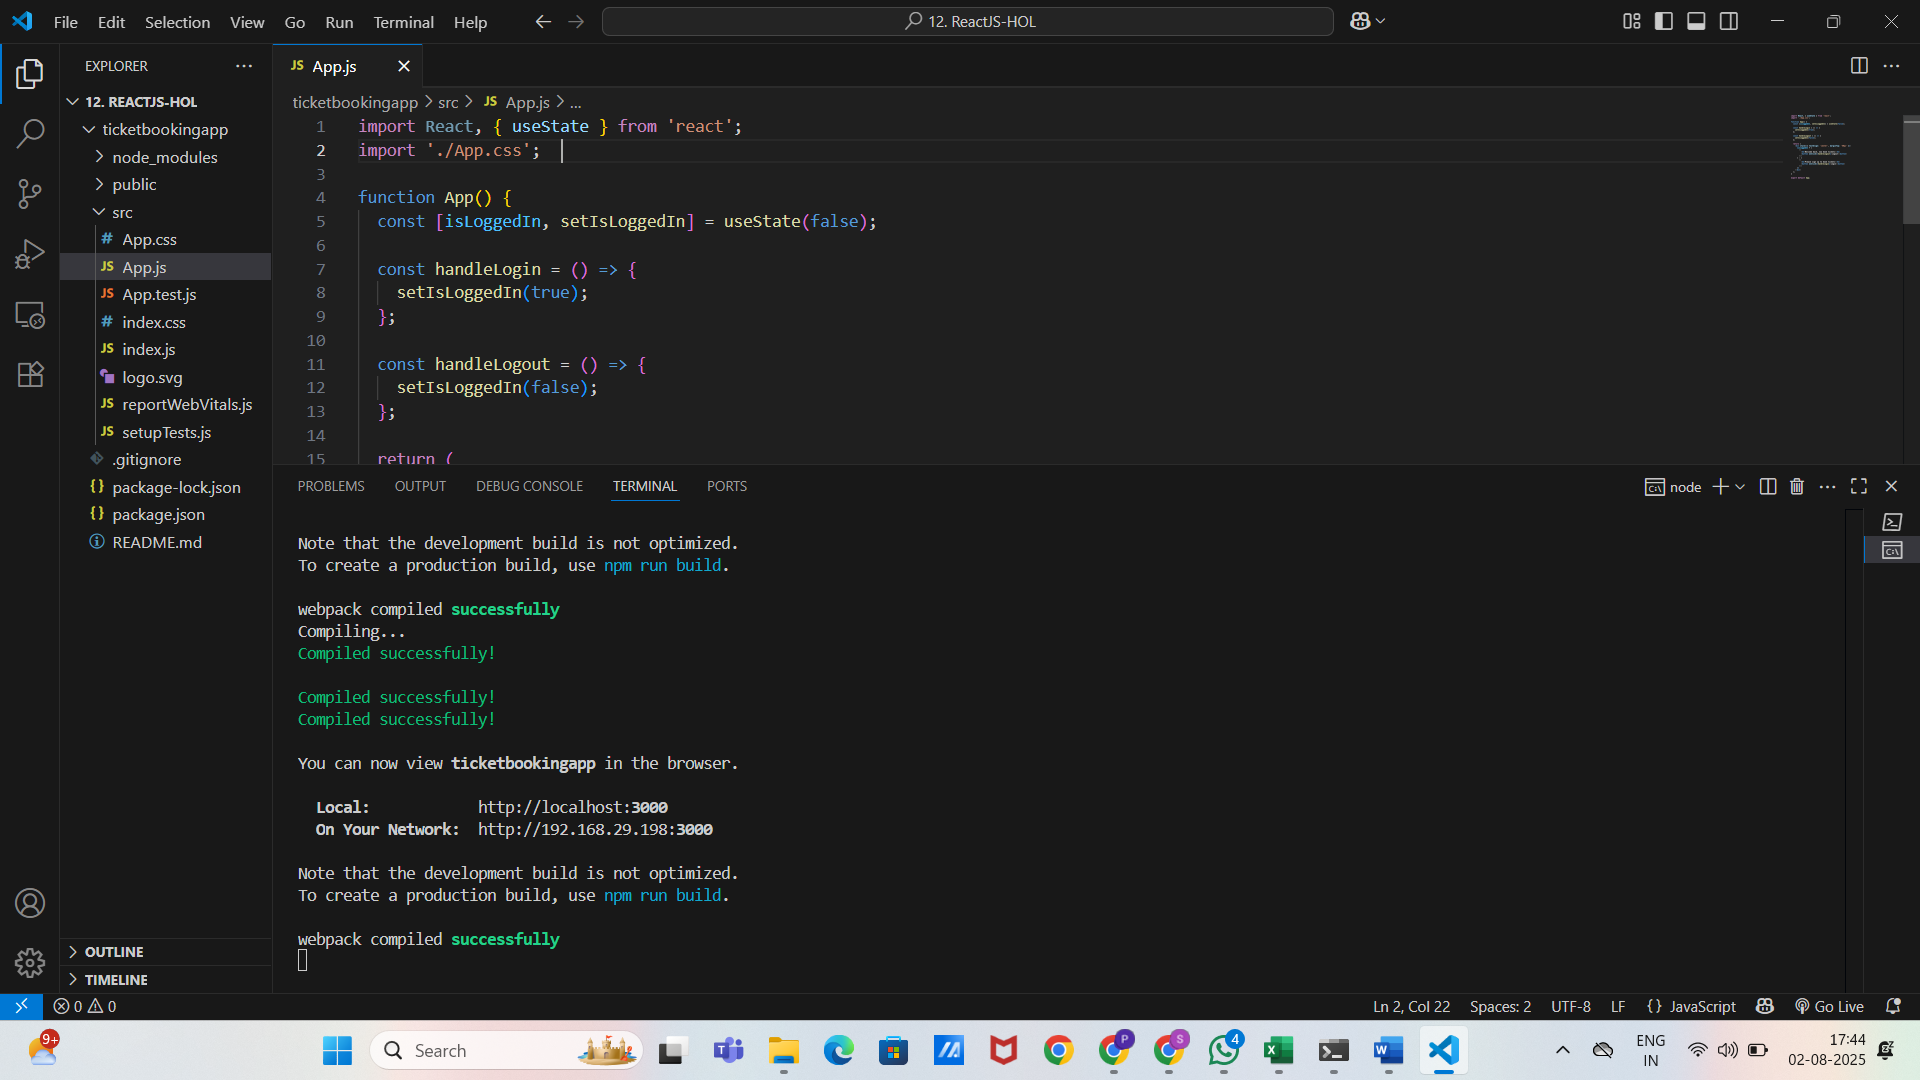 File Edit Selection View Go Run Terminal Help
12. ReactJS-HOL
EXPLORER
12. REACTJS-HOL
ticketbookingapp
node_modules
public
src
# App.css
JS App.js
JS App.test.js
# index.css
JS index.js
logo.svg
JS reportWebVitals.js
JS setupTests.js
.gitignore
{} package-lock.json
{} package.json
README.md
OUTLINE
TIMELINE
JS App.js
ticketbookingapp > src > JS App.js > ...
1 import React, { useState } from 'react';
2 import './App.css';
3
4 function App() {
5 const [isLoggedIn, setIsLoggedIn] = useState(false);
6
7 const handleLogin = () => {
8 setIsLoggedIn(true);
9 };
10
11 const handleLogout = () => {
12 setIsLoggedIn(false);
13 };
14
15 return (
PROBLEMS OUTPUT DEBUG CONSOLE TERMINAL PORTS
node
Note that the development build is not optimized.
To create a production build, use npm run build.
webpack compiled successfully
Compiling...
Compiled successfully!
Compiled successfully!
Compiled successfully!
You can now view ticketbookingapp in the browser.
Local: http://localhost:3000
On Your Network: http://192.168.29.198:3000
Note that the development build is not optimized.
To create a production build, use npm run build.
webpack compiled successfully
0 0
Ln 2, Col 22 Spaces: 2 UTF-8 LF {} JavaScript Go Live
9+
Search
P
S
4
ENG
IN
17:44
02-08-2025